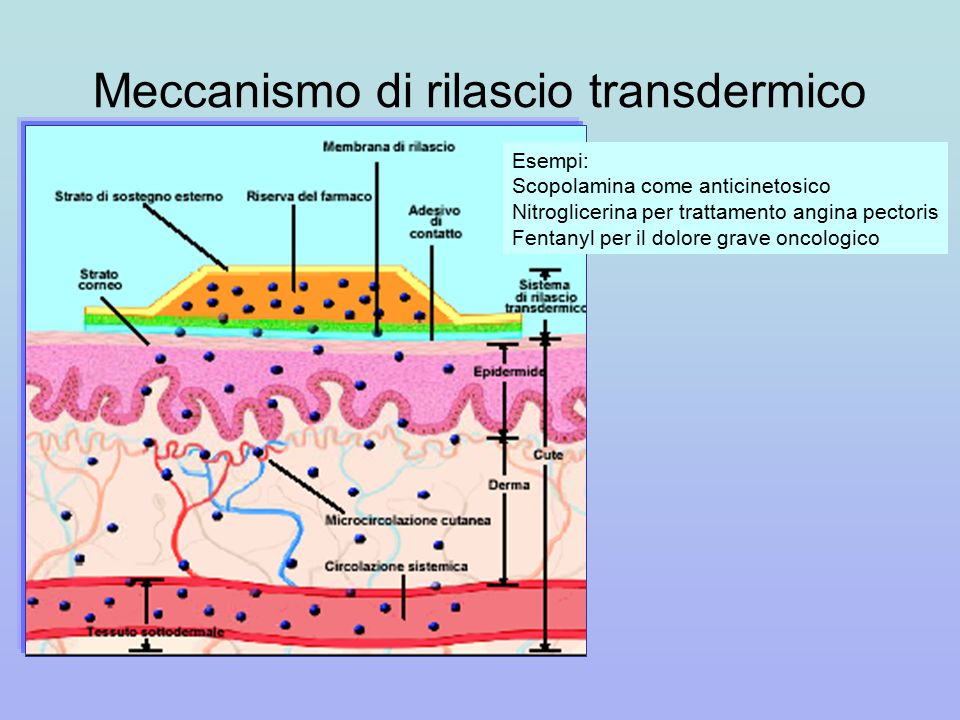 Meccanismo di rilascio transdermico
Esempi:
Scopolamina come anticinetosico
Nitroglicerina per trattamento angina pectoris
Fentanyl per il dolore grave oncologico
Membrana di rilascio
Strato di sostegno esterno
Riserva del farmaco
Adesivo
di
contatto
Strato
corneo
Sistema
di rilascio
transdermico
Epidermide
Cute
Derma
Microcircolazione cutanea
Circolazione sistemica
Tessuto sottodermale